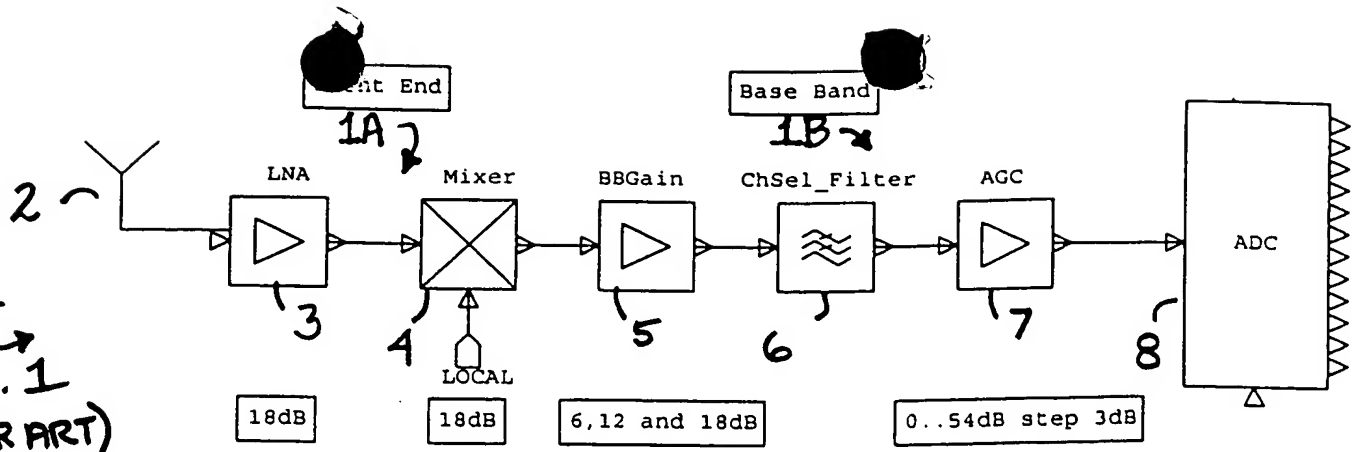 End
Base Band
1A
1B
LNA
Mixer
BBGain
ChSel_Filter
AGC
2
ADC
3
4
5
6
7
8
LOCAL
.1
ART)
18dB
18dB
6,12 and 18dB
0..54dB step 3dB